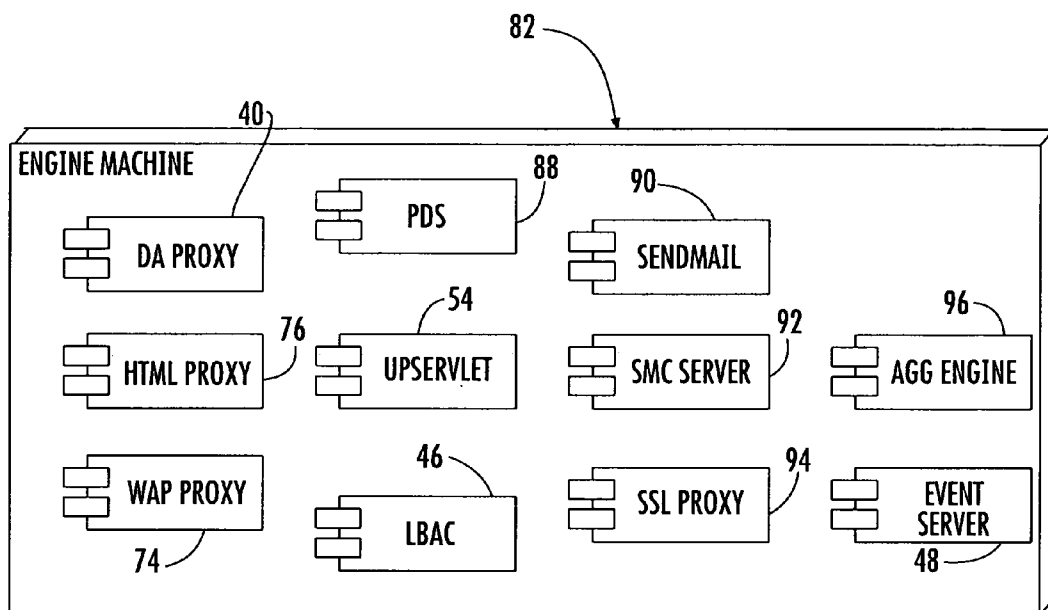 82
ENGINE MACHINE
40
DA PROXY
PDS
88
90
SENDMAIL
HTML PROXY
76
54
UPSERVLET
SMC SERVER
92
96
AGG ENGINE
WAP PROXY
74
46
LBAC
SSL PROXY
94
EVENT
SERVER
48